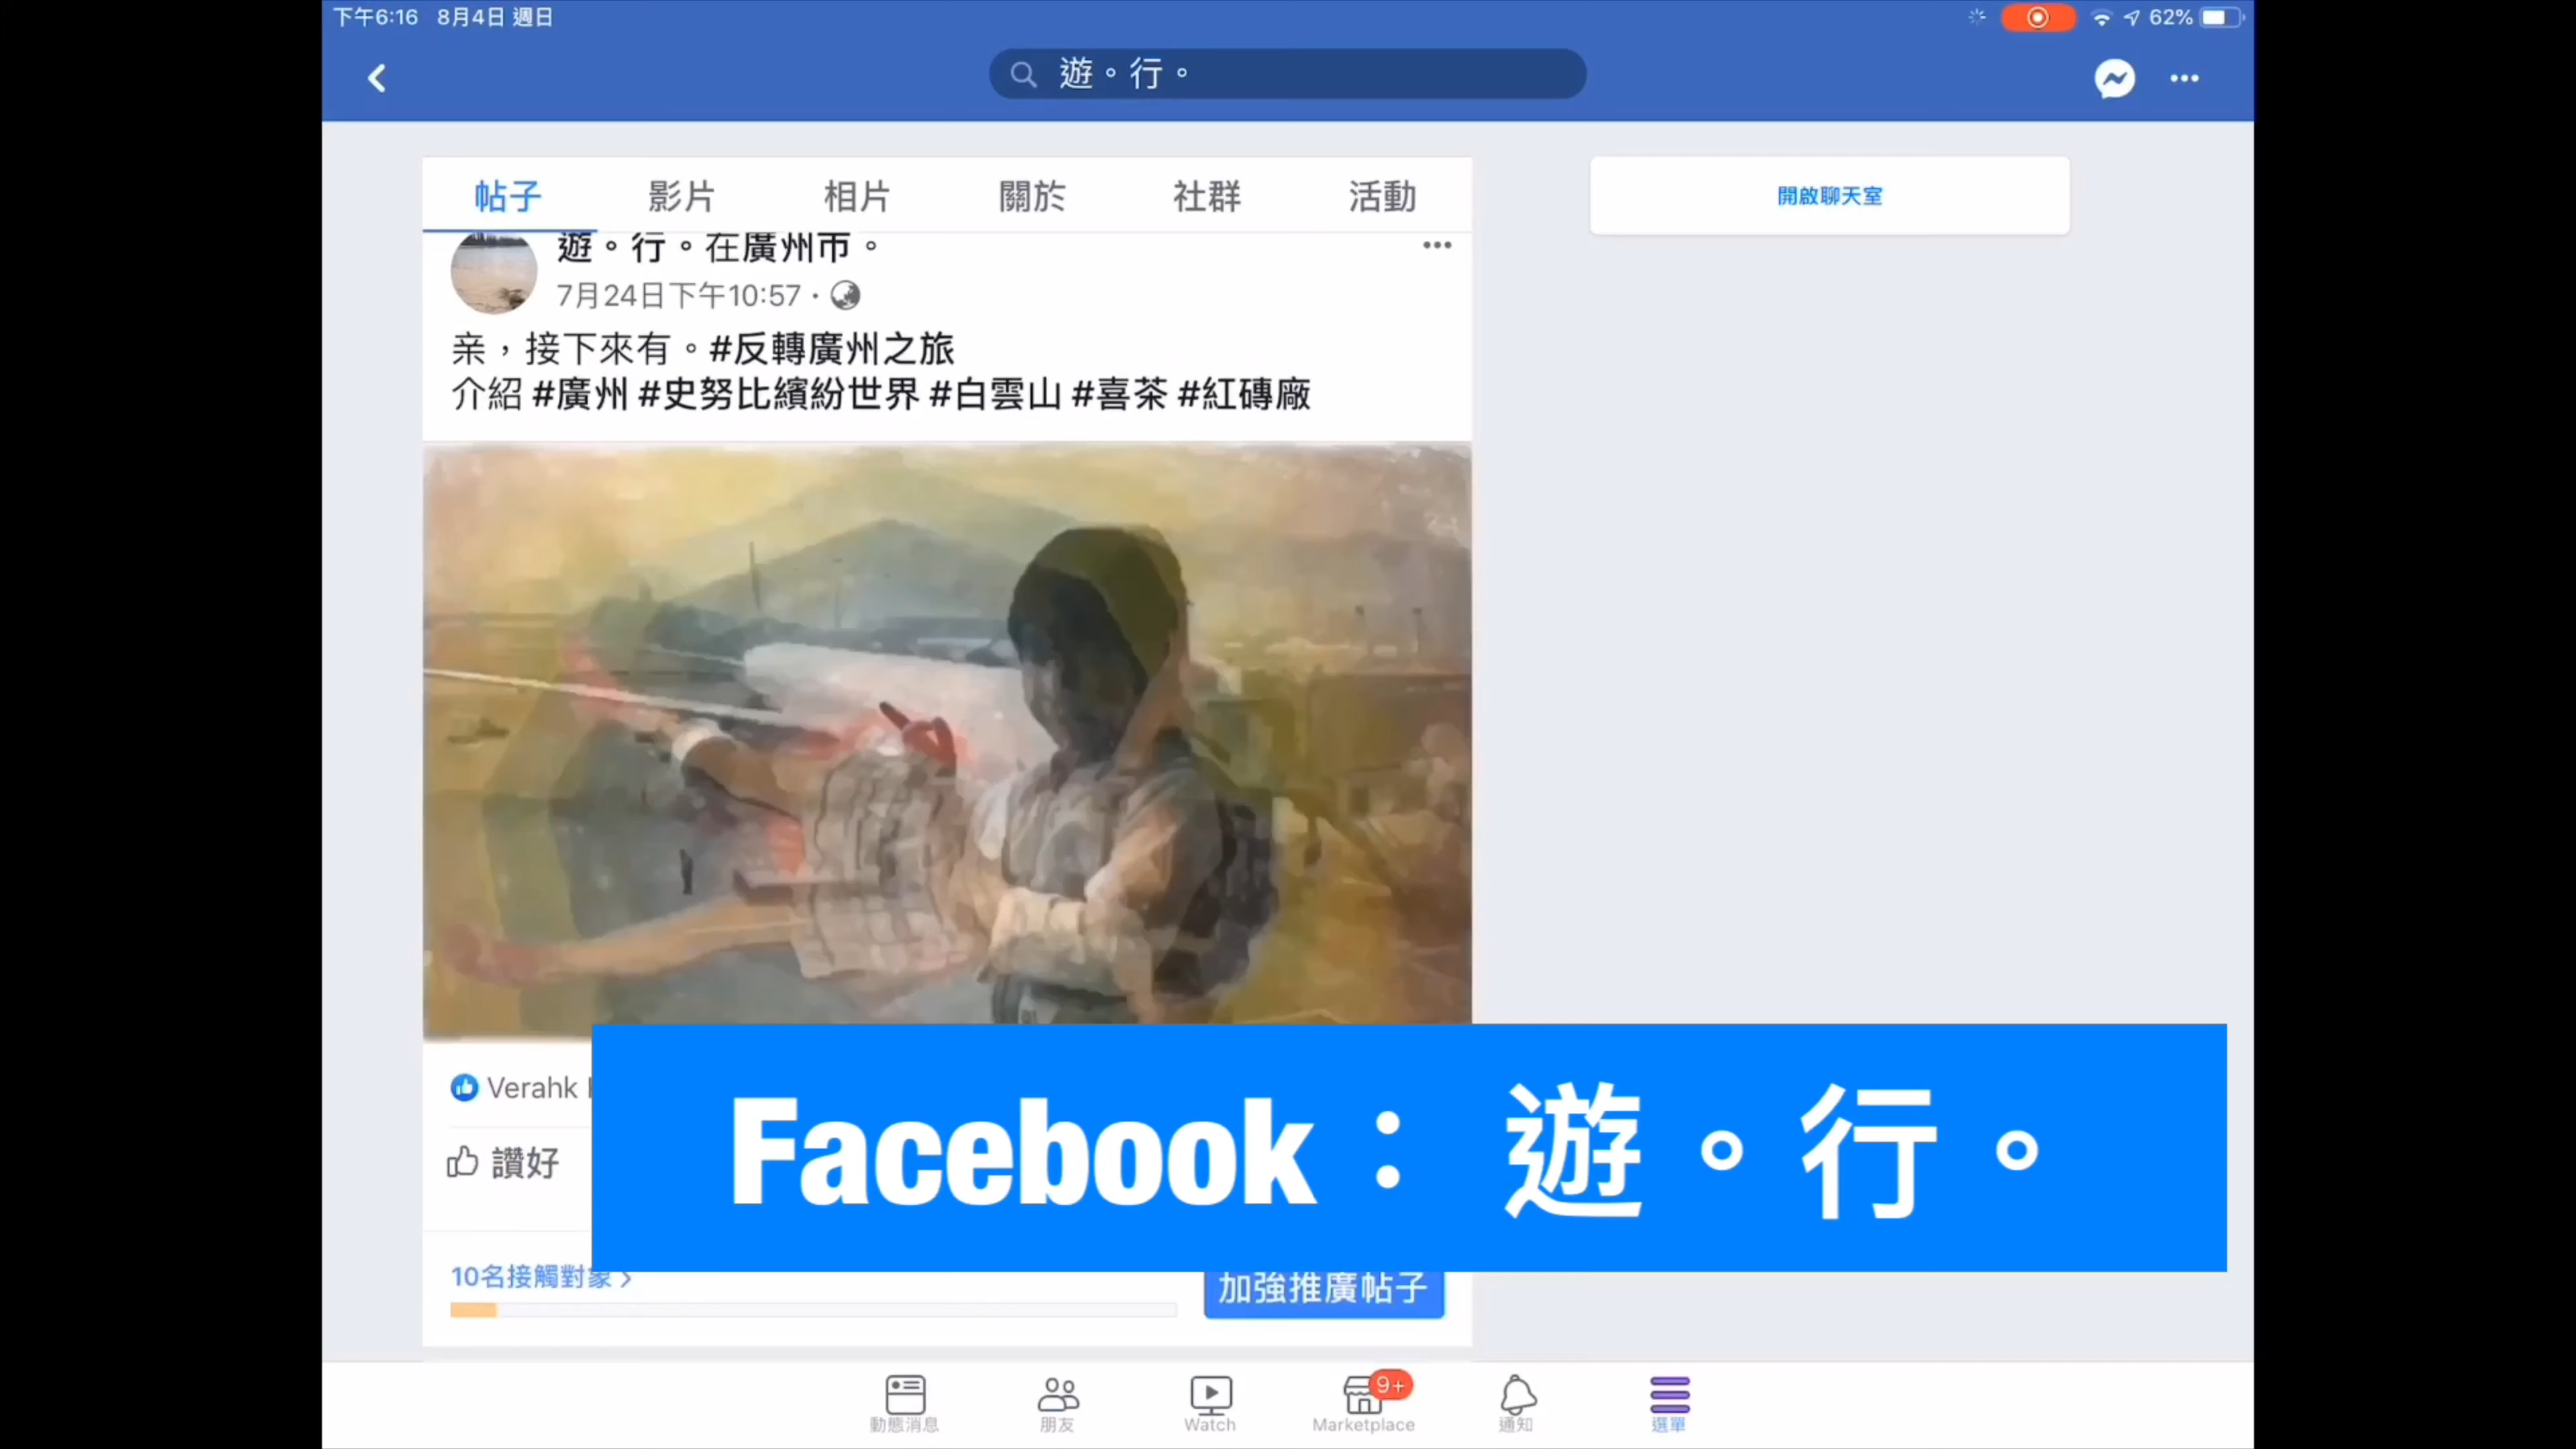 下午6:16 8月4日 週日
62%
遊。行。
帖子 影片 相片 關於 社群 活動
開啟聊天室
遊。行。在廣州市。
7月24日下午10:57
亲，接下來有。#反轉廣州之旅
介紹 #廣州 #史努比繽紛世界 #白雲山 #喜茶 #紅磚廠
Verahk
讚好
Facebook： 遊。行。
10名接觸對象
加強推廣帖子
9+
動態消息 朋友 Watch Marketplace 通知 選單